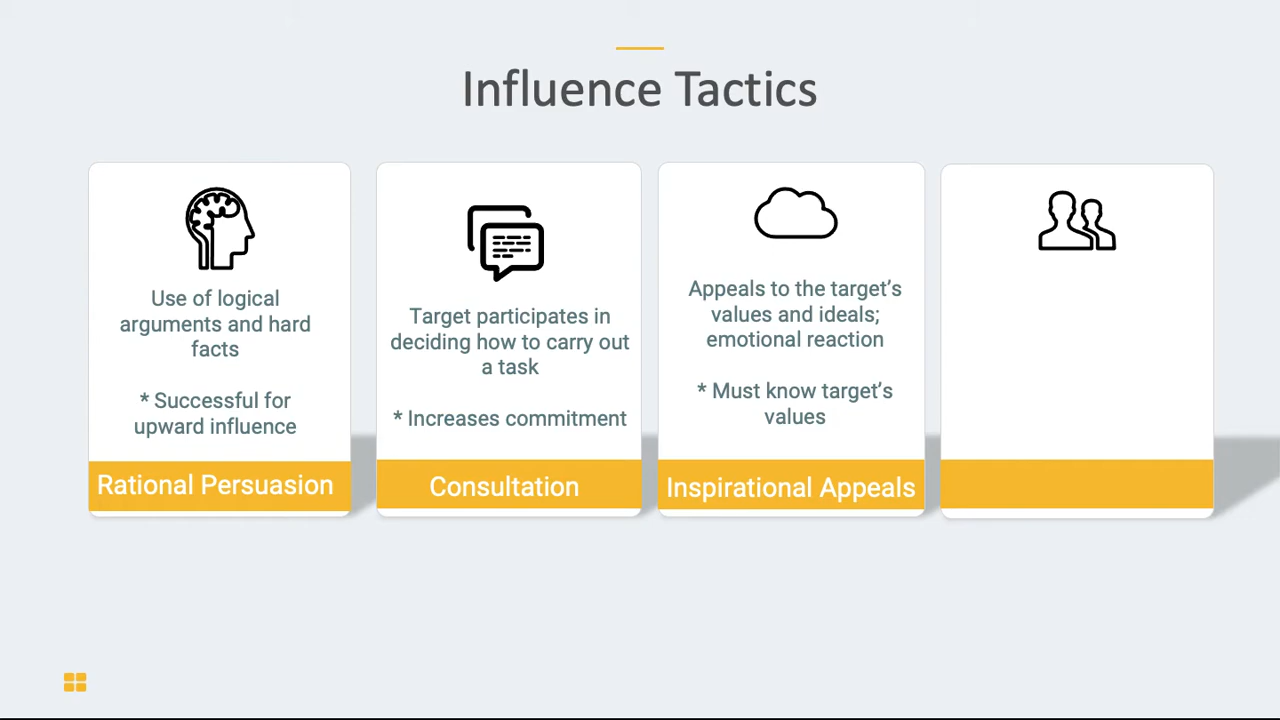 Influence Tactics
Use of logical
arguments and hard
facts
* Successful for
upward influence
Rational Persuasion
Target participates in
deciding how to carry out
a task
* Increases commitment
Consultation
Appeals to the target’s
values and ideals;
emotional reaction
* Must know target’s
values
Inspirational Appeals